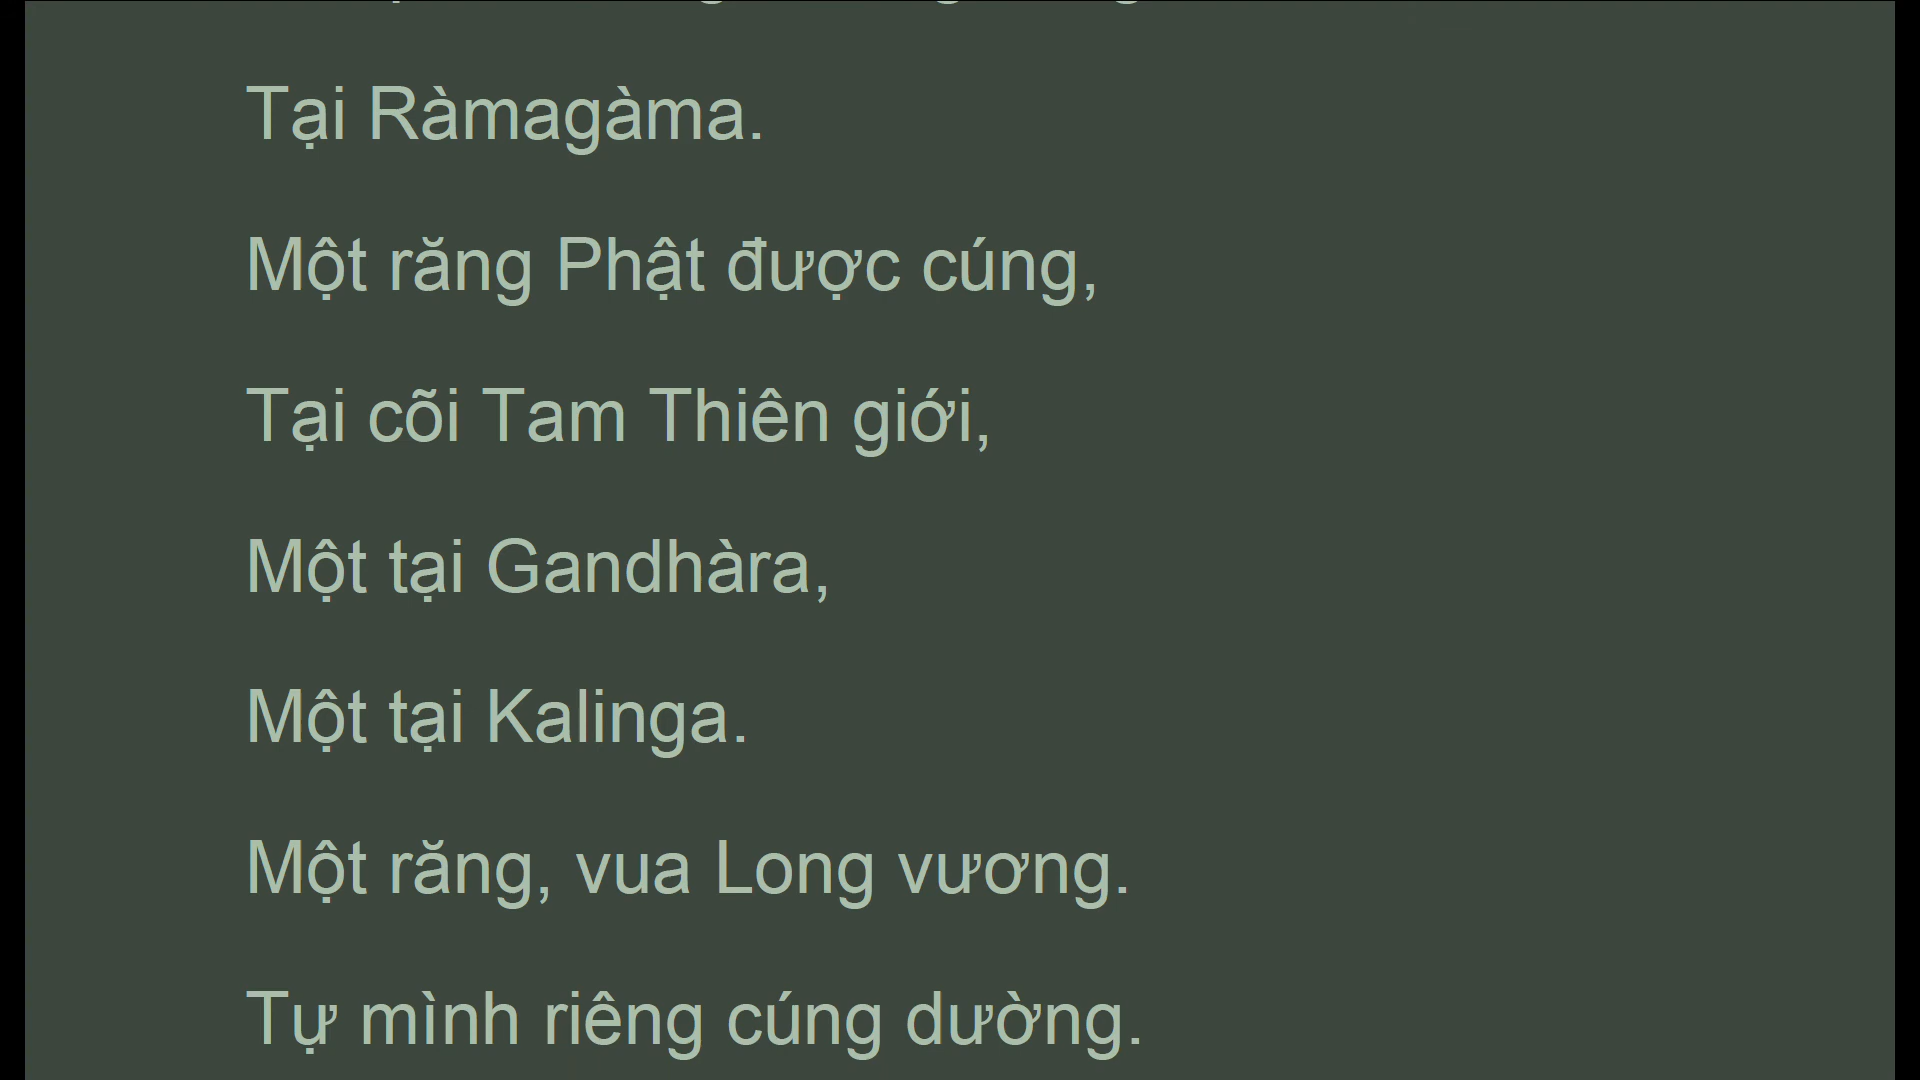 Tại Ràmagàma.
Một răng Phật được cúng,
Tại cõi Tam Thiên giới,
Một tại Gandhàra,
Một tại Kalinga.
Một răng, vua Long vương.
Tự mình riêng cúng dường.